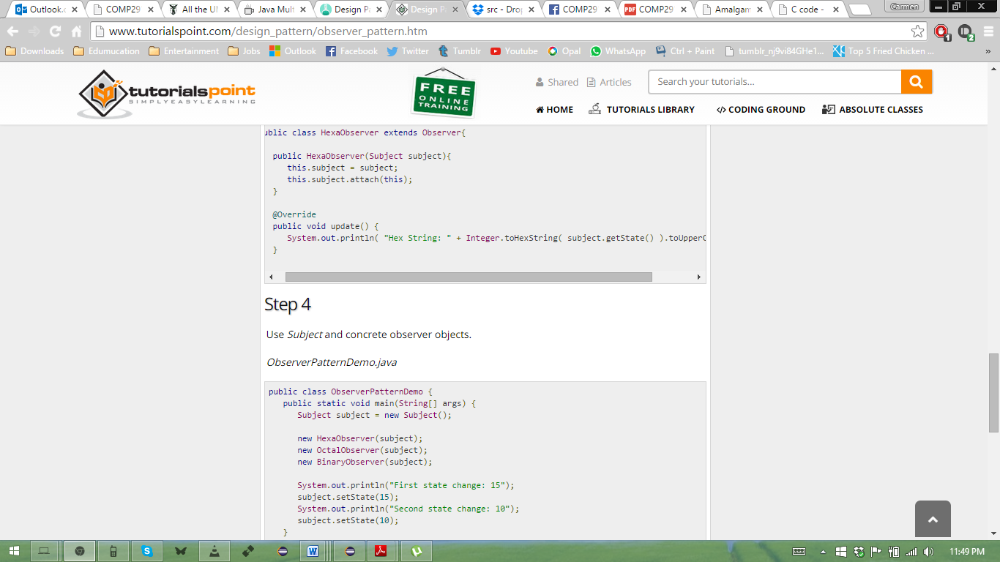 Outlook.c
COMP29
All the UI
Java Mult
Design Pa
Design Pa
src - Drop
COMP29
COMP29
Amalgam
C code -
Carmen
www.tutorialspoint.com/design_pattern/observer_pattern.htm
1
2
Downloads
Edumucation
Entertainment
Jobs
Outlook
Facebook
Twitter
Tumblr
Youtube
Opal
WhatsApp
Ctrl + Paint
tumblr_nj9vi84GHe1...
Top 5 Fried Chicken ...
»
tutorialspoint
SIMPLYEASYLEARNING
FREE
ONLINE
TRAINING
Shared
Articles
Search your tutorials...
HOME
TUTORIALS LIBRARY
</> CODING GROUND
ABSOLUTE CLASSES
ublic class HexaObserver extends Observer{
public HexaObserver(Subject subject){
this.subject = subject;
this.subject.attach(this);
}
@Override
public void update() {
System.out.println( "Hex String: " + Integer.toHexString( subject.getState() ).toUpperC
}
Step 4
Use Subject and concrete observer objects.
ObserverPatternDemo.java
public class ObserverPatternDemo {
public static void main(String[] args) {
Subject subject = new Subject();
new HexaObserver(subject);
new OctalObserver(subject);
new BinaryObserver(subject);
System.out.println("First state change: 15");
subject.setState(15);
System.out.println("Second state change: 10");
subject.setState(10);
}
11:49 PM